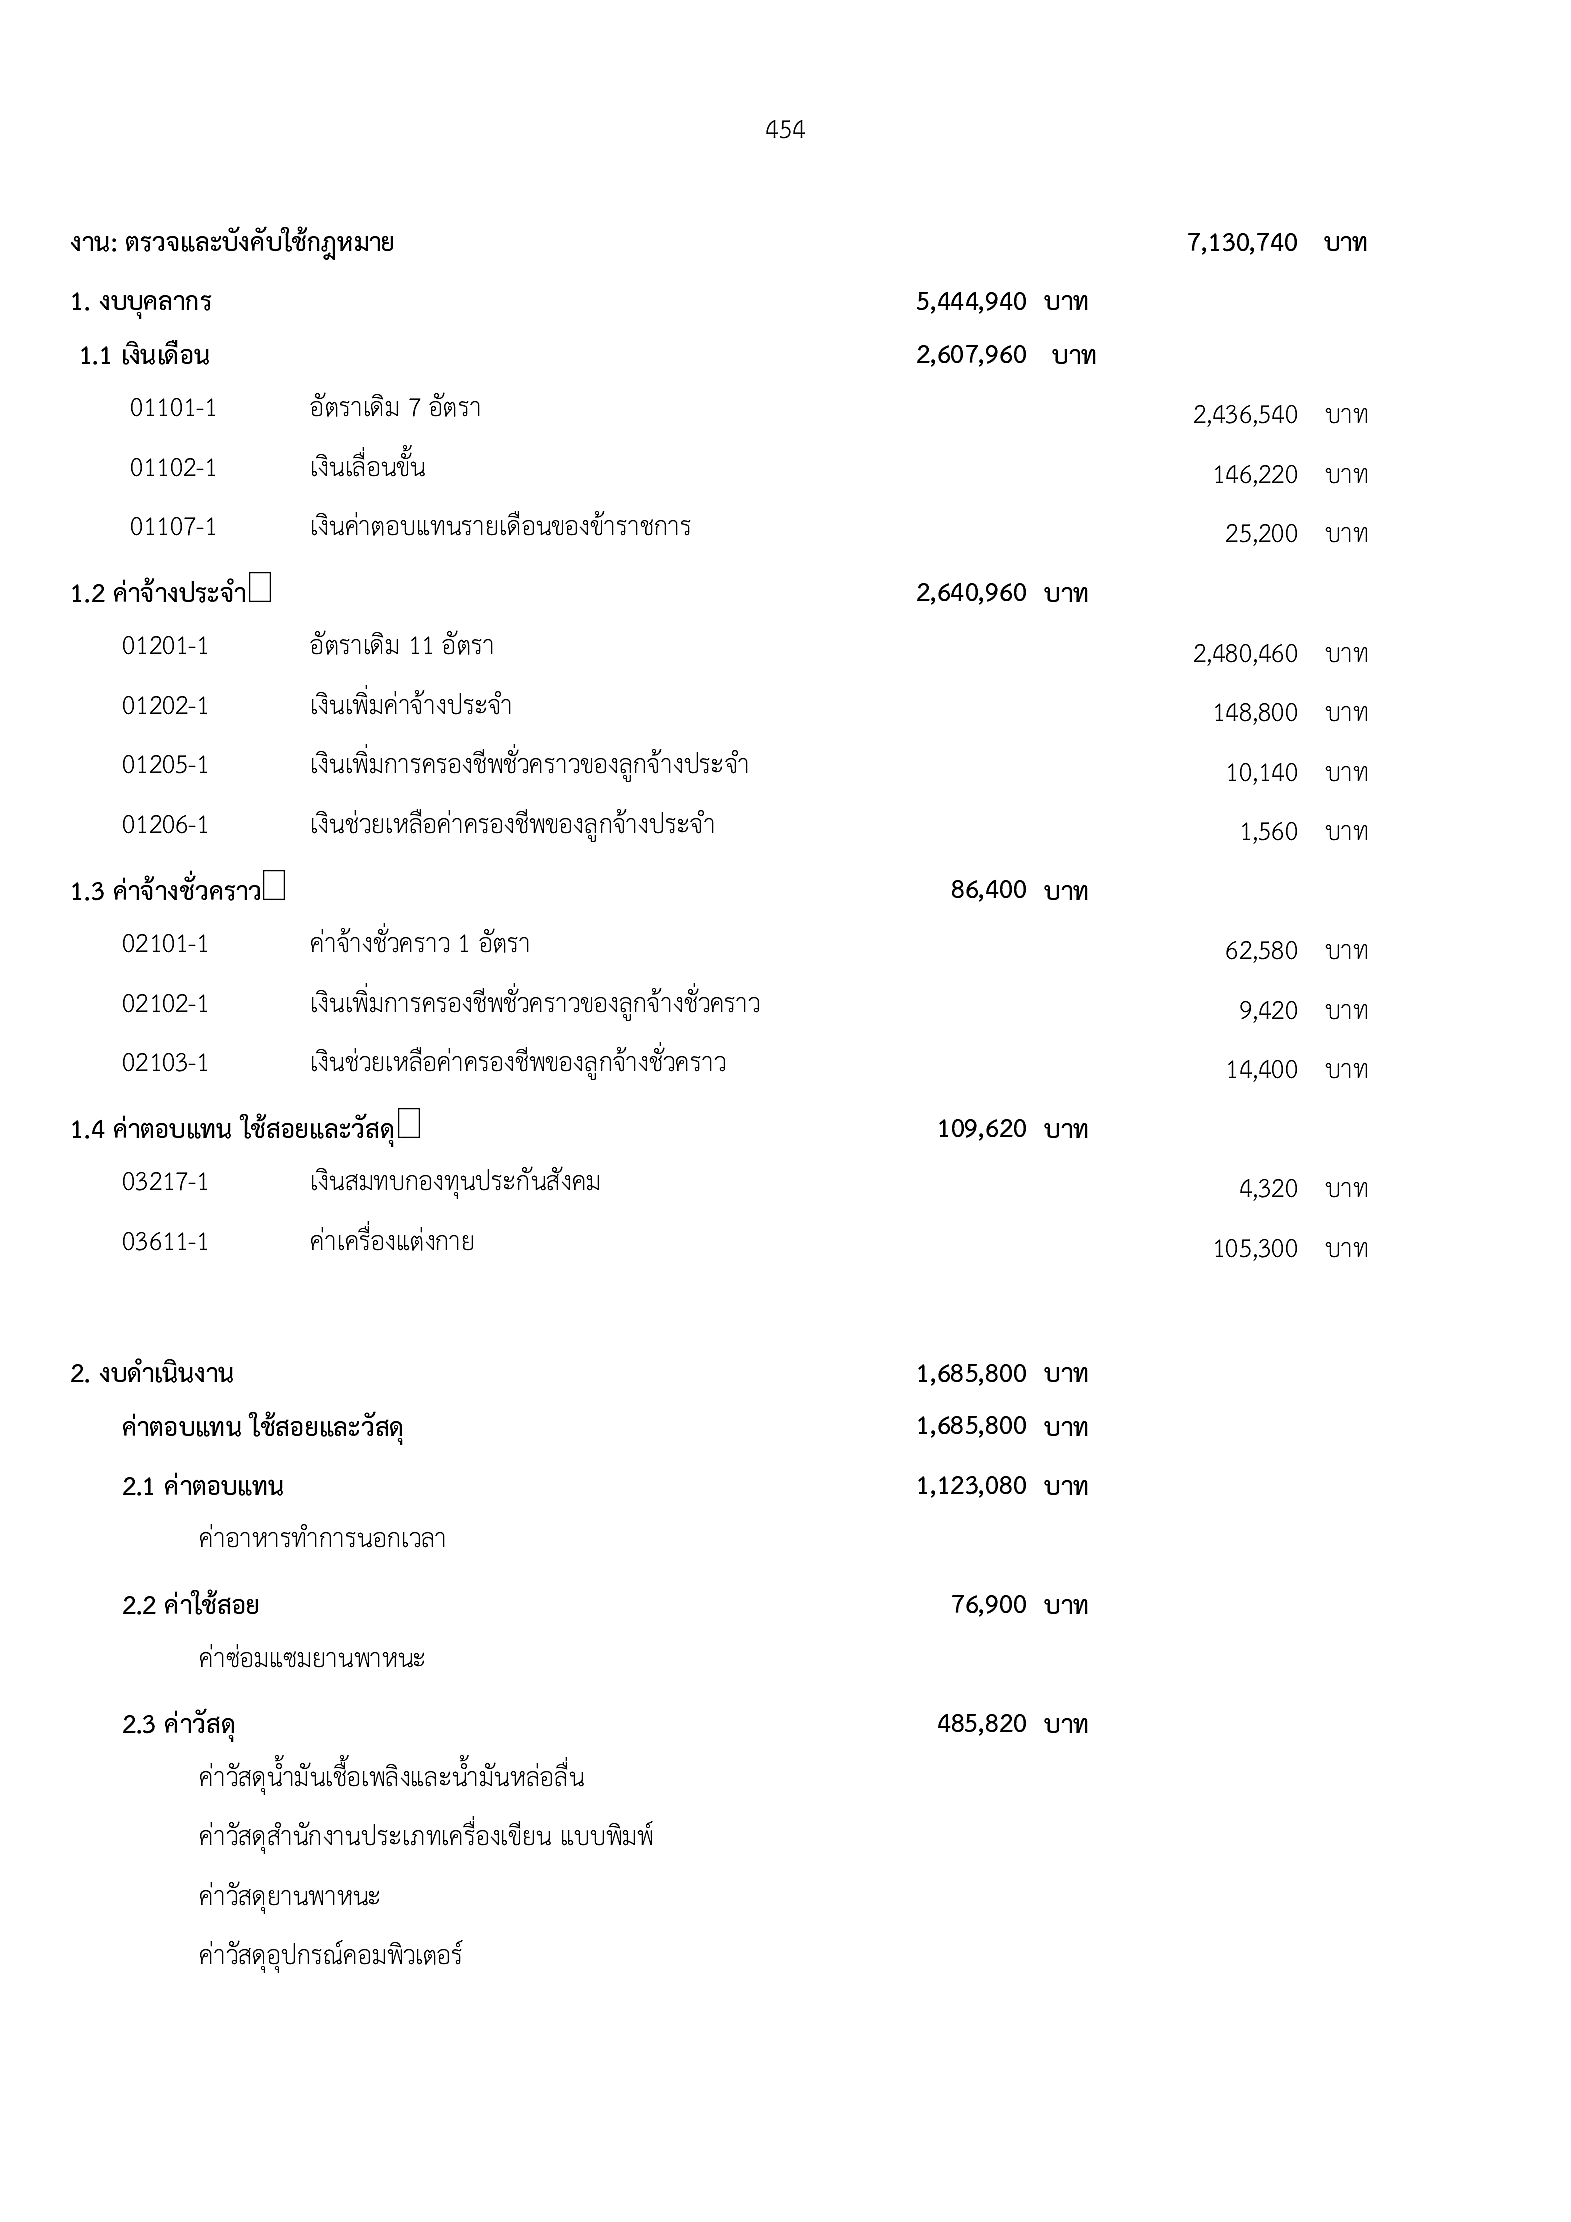 454
งาน: ตรวจและบังคับใช้กฎหมาย 7,130,740 บาท
1. งบบุคลากร 5,444,940 บาท
1.1 เงินเดือน 2,607,960 บาท
01101-1 อัตราเดิม 7 อัตรา 2,436,540 บาท
01102-1 เงินเลื่อนขั้น 146,220 บาท
01107-1 เงินค่าตอบแทนรายเดือนของข้าราชการ 25,200 บาท
1.2 ค่าจ้างประจำ 2,640,960 บาท
01201-1 อัตราเดิม 11 อัตรา 2,480,460 บาท
01202-1 เงินเพิ่มค่าจ้างประจำ 148,800 บาท
01205-1 เงินเพิ่มการครองชีพชั่วคราวของลูกจ้างประจำ 10,140 บาท
01206-1 เงินช่วยเหลือค่าครองชีพของลูกจ้างประจำ 1,560 บาท
1.3 ค่าจ้างชั่วคราว 86,400 บาท
02101-1 ค่าจ้างชั่วคราว 1 อัตรา 62,580 บาท
02102-1 เงินเพิ่มการครองชีพชั่วคราวของลูกจ้างชั่วคราว 9,420 บาท
02103-1 เงินช่วยเหลือค่าครองชีพของลูกจ้างชั่วคราว 14,400 บาท
1.4 ค่าตอบแทน ใช้สอยและวัสดุ 109,620 บาท
03217-1 เงินสมทบกองทุนประกันสังคม 4,320 บาท
03611-1 ค่าเครื่องแต่งกาย 105,300 บาท
2. งบดำเนินงาน 1,685,800 บาท
ค่าตอบแทน ใช้สอยและวัสดุ 1,685,800 บาท
2.1 ค่าตอบแทน 1,123,080 บาท
ค่าอาหารทำการนอกเวลา
2.2 ค่าใช้สอย 76,900 บาท
ค่าซ่อมแซมยานพาหนะ
2.3 ค่าวัสดุ 485,820 บาท
ค่าวัสดุน้ำมันเชื้อเพลิงและน้ำมันหล่อลื่น
ค่าวัสดุสำนักงานประเภทเครื่องเขียน แบบพิมพ์
ค่าวัสดุยานพาหนะ
ค่าวัสดุอุปกรณ์คอมพิวเตอร์